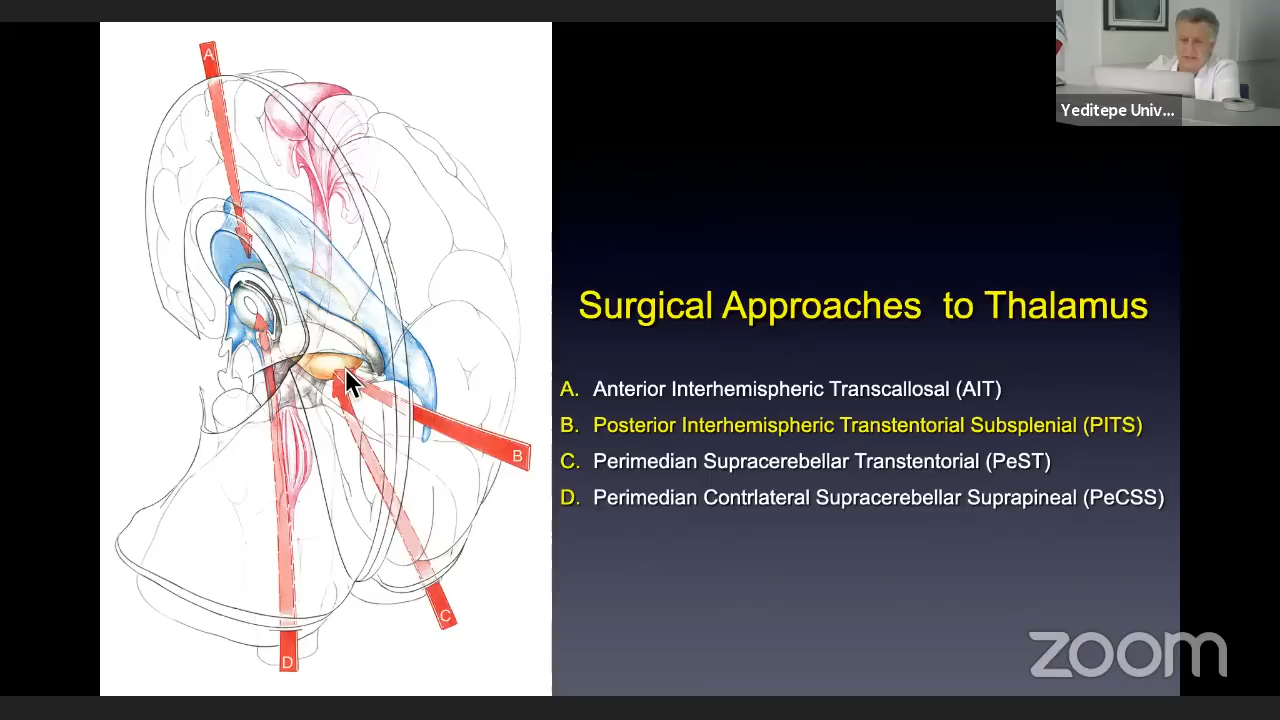 A
B
C
D
Yeditepe Univ...
Surgical Approaches to Thalamus
A. Anterior Interhemispheric Transcallosal (AIT)
B. Posterior Interhemispheric Transtentorial Subsplenial (PITS)
C. Perimedian Supracerebellar Transtentorial (PeST)
D. Perimedian Contrlateral Supracerebellar Suprapineal (PeCSS)
zoom